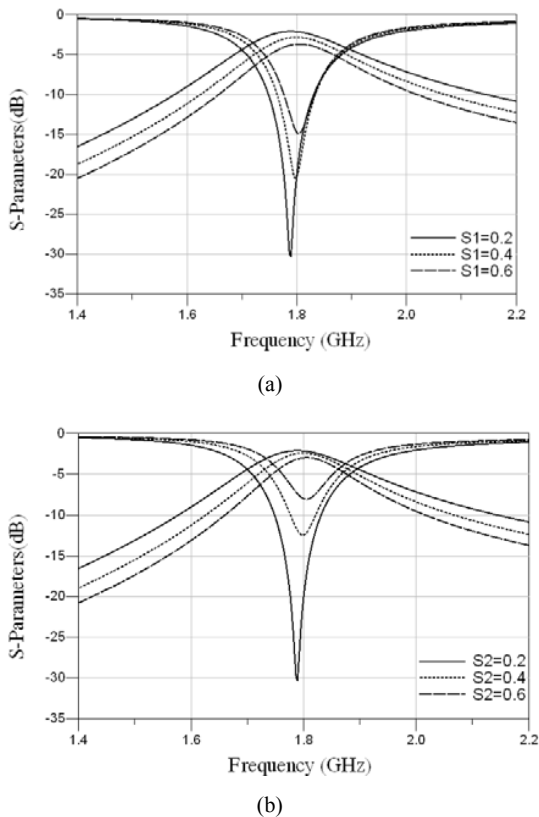 0
-5
-10
-15
-20
-25
-30
-35
S-Parameters(dB)
S1=0.2
S1=0.4
S1=0.6
1.4 1.6 1.8 2.0 2.2
Frequency (GHz)
(a)
0
-5
-10
-15
-20
-25
-30
-35
S-Parameters(dB)
S2=0.2
S2=0.4
S2=0.6
1.4 1.6 1.8 2.0 2.2
Frequency (GHz)
(b)